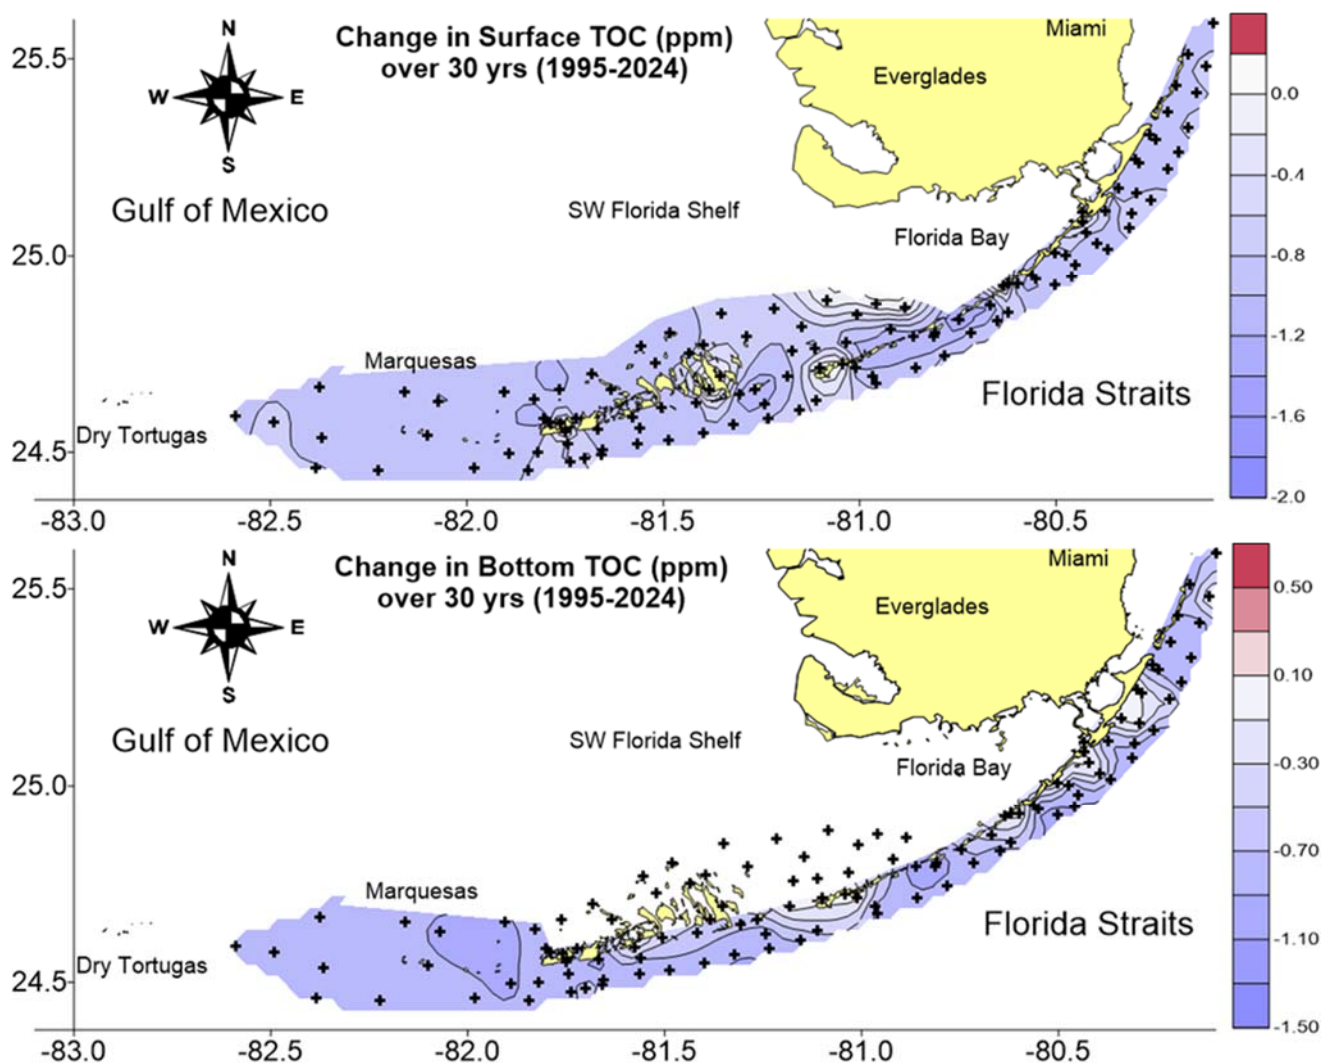 Change in Surface TOC (ppm)
over 30 yrs (1995-2024)
N
W E
S
Miami
Everglades
Gulf of Mexico
SW Florida Shelf
Florida Bay
Marquesas
Florida Straits
Dry Tortugas
25.5
25.0
24.5
-83.0 -82.5 -82.0 -81.5 -81.0 -80.5
0.0
-0.4
-0.8
-1.2
-1.6
-2.0
Change in Bottom TOC (ppm)
over 30 yrs (1995-2024)
N
W E
S
Miami
Everglades
Gulf of Mexico
SW Florida Shelf
Florida Bay
Marquesas
Florida Straits
Dry Tortugas
25.5
25.0
24.5
-83.0 -82.5 -82.0 -81.5 -81.0 -80.5
0.50
0.10
-0.30
-0.70
-1.10
-1.50